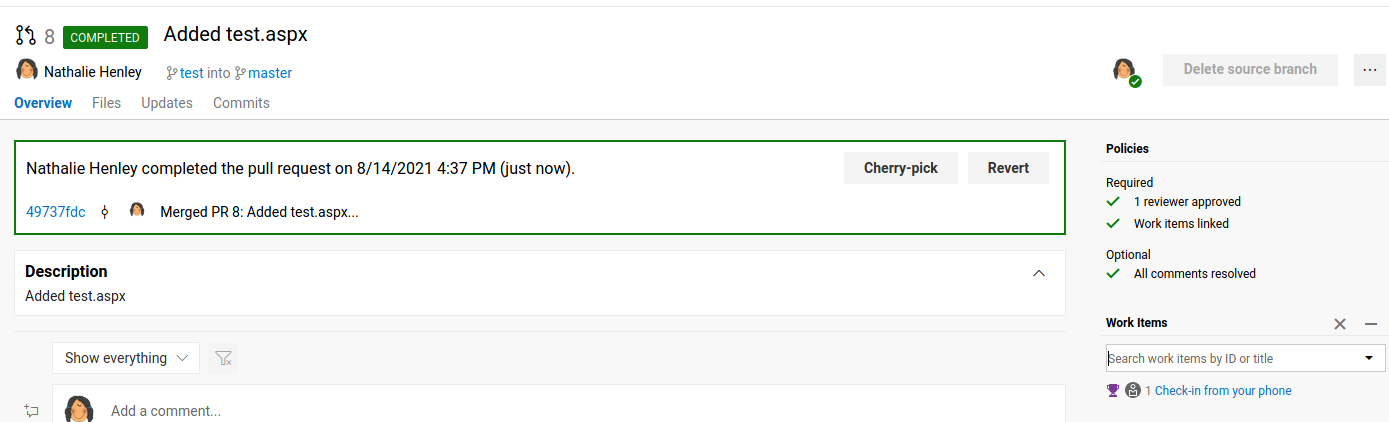 8 COMPLETED Added test.aspx
Nathalie Henley test into master
Delete source branch ...
Overview Files Updates Commits
Nathalie Henley completed the pull request on 8/14/2021 4:37 PM (just now).
Cherry-pick Revert
49737fdc Merged PR 8: Added test.aspx...
Description
Added test.aspx
Show everything
Add a comment...
Policies
Required
1 reviewer approved
Work items linked
Optional
All comments resolved
Work Items
Search work items by ID or title
1 Check-in from your phone